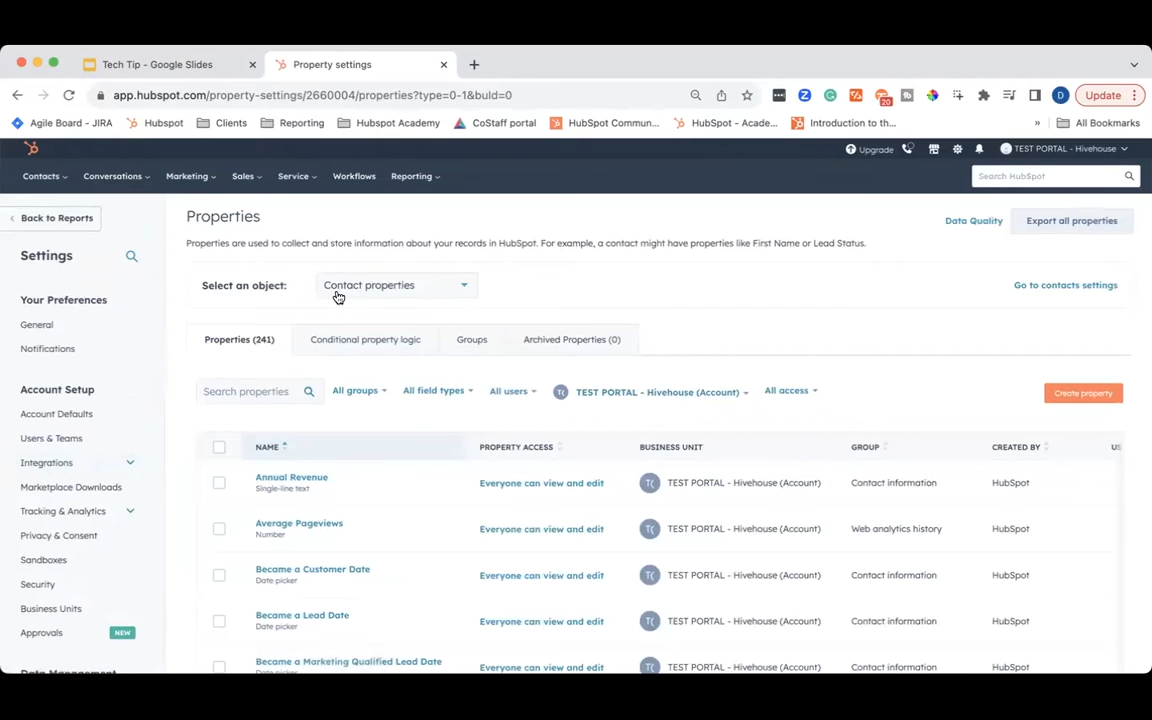 Tech Tip - Google Slides
Property settings
app.hubspot.com/property-settings/2660004/properties?type=0-1&buId=0
20
D
Update
Agile Board - JIRA
Hubspot
Clients
Reporting
Hubspot Academy
CoStaff portal
HubSpot Commun...
HubSpot - Acade...
Introduction to th...
»
All Bookmarks
Upgrade
TEST PORTAL - Hivehouse
Contacts
Conversations
Marketing
Sales
Service
Workflows
Reporting
Search HubSpot
Back to Reports
Settings
Your Preferences
General
Notifications
Account Setup
Account Defaults
Users & Teams
Integrations
Marketplace Downloads
Tracking & Analytics
Privacy & Consent
Sandboxes
Security
Business Units
Approvals
NEW
Data Management
Properties
Data Quality
Export all properties
Properties are used to collect and store information about your records in HubSpot. For example, a contact might have properties like First Name or Lead Status.
Select an object:
Contact properties
Go to contacts settings
Properties (241)
Conditional property logic
Groups
Archived Properties (0)
Search properties
All groups
All field types
All users
T(
TEST PORTAL - Hivehouse (Account)
All access
Create property
NAME
PROPERTY ACCESS
BUSINESS UNIT
GROUP
CREATED BY
US
Annual Revenue
Single-line text
Everyone can view and edit
T(
TEST PORTAL - Hivehouse (Account)
Contact information
HubSpot
Average Pageviews
Number
Everyone can view and edit
T(
TEST PORTAL - Hivehouse (Account)
Web analytics history
HubSpot
Became a Customer Date
Date picker
Everyone can view and edit
T(
TEST PORTAL - Hivehouse (Account)
Contact information
HubSpot
Became a Lead Date
Date picker
Everyone can view and edit
T(
TEST PORTAL - Hivehouse (Account)
Contact information
HubSpot
Became a Marketing Qualified Lead Date
Date picker
Everyone can view and edit
T(
TEST PORTAL - Hivehouse (Account)
Contact information
HubSpot